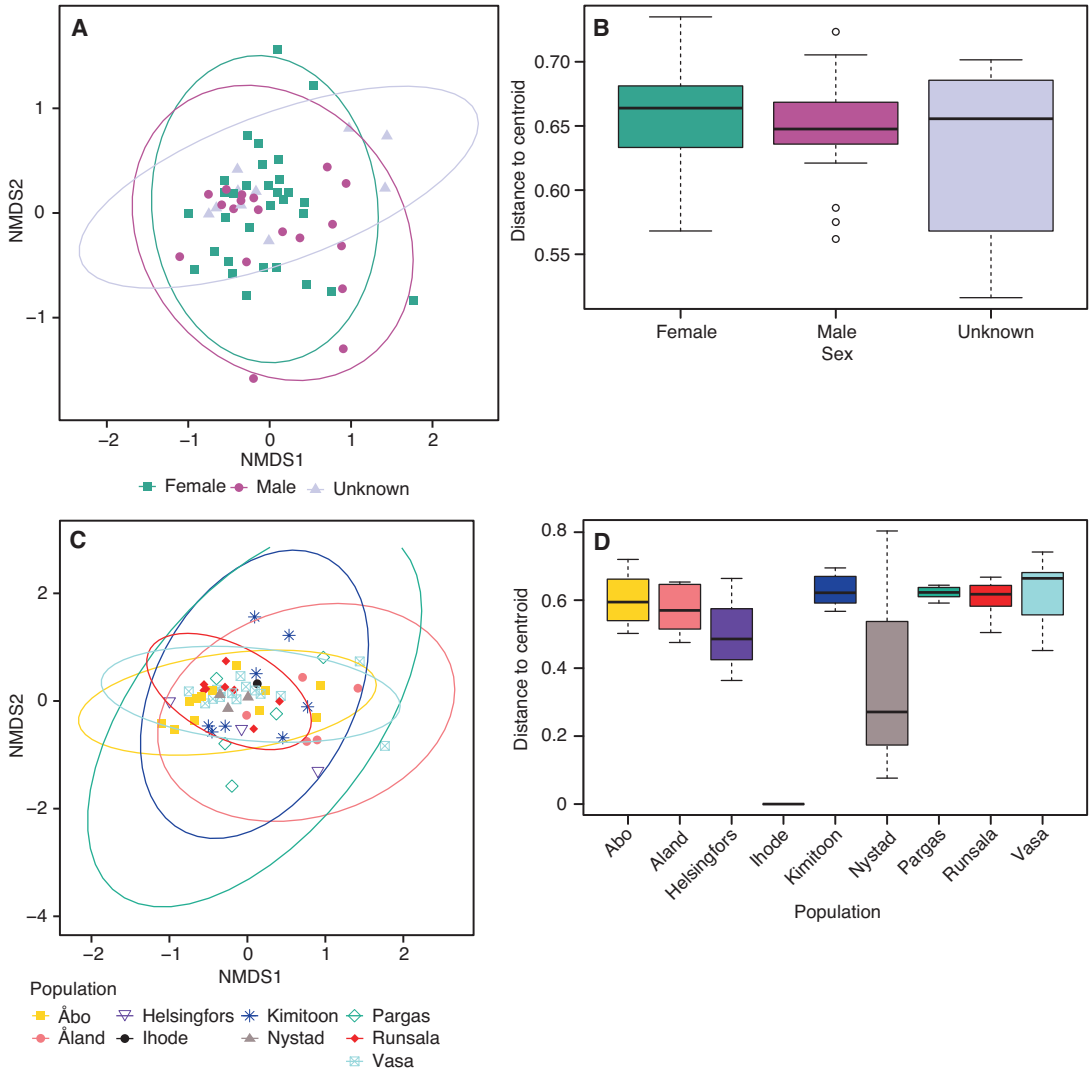 A
1
0
−1
NMDS2
−2 −1 0 1 2
NMDS1
Female Male Unknown
B
0.70
0.65
0.60
0.55
Distance to centroid
Female Male Unknown
Sex
C
2
0
−2
−4
NMDS2
−2 −1 0 1 2
NMDS1
Population
Åbo Helsingfors Kimitoon Pargas
Åland Ihode Nystad Runsala
Vasa
D
0.8
0.6
0.4
0.2
0
Distance to centroid
Abo Aland Helsingfors Ihode Kimitoon Nystad Pargas Runsala Vasa
Population